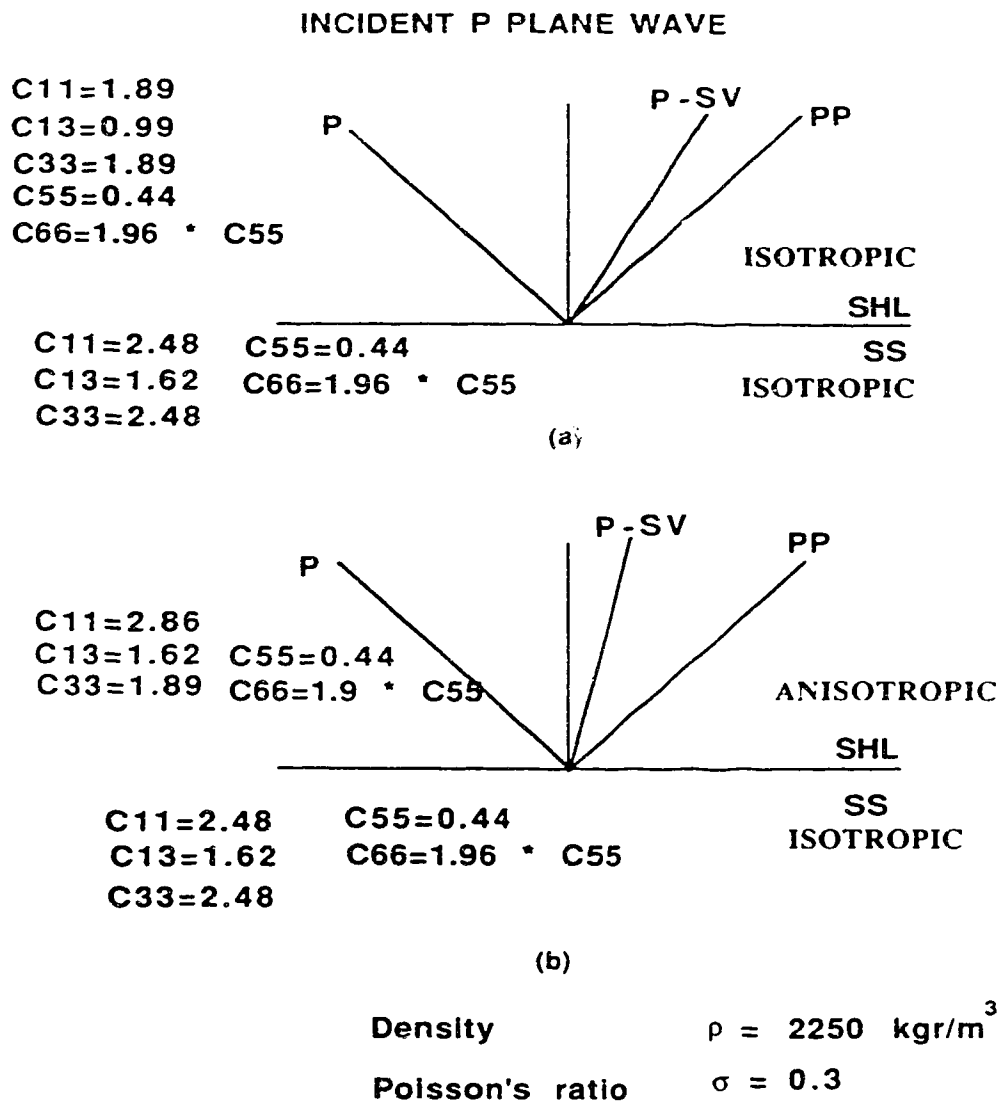 INCIDENT P PLANE WAVE
C11=1.89
C13=0.99
C33=1.89
C55=0.44
C66=1.96 * C55
P
P-SV
PP
ISOTROPIC
SHL
SS
ISOTROPIC
C11=2.48 C55=0.44
C13=1.62 C66=1.96 * C55
C33=2.48
(a)
P
P-SV
PP
C11=2.86
C13=1.62 C55=0.44
C33=1.89 C66=1.9 * C55
ANISOTROPIC
SHL
SS
ISOTROPIC
C11=2.48 C55=0.44
C13=1.62 C66=1.96 * C55
C33=2.48
(b)
Density ρ = 2250 kgr/m³
Poisson's ratio σ = 0.3